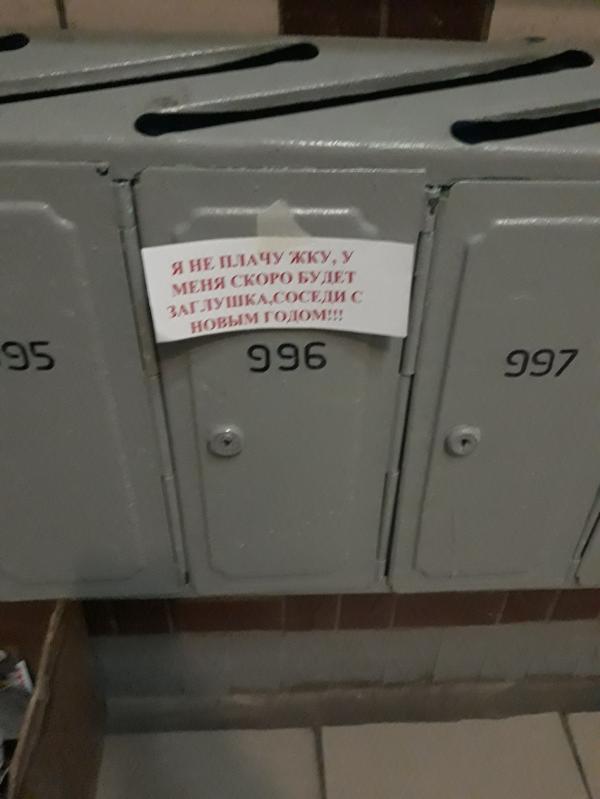 Я НЕ ПЛАЧУ ЖКУ, У
МЕНЯ СКОРО БУДЕТ
ЗАГЛУШКА,СОСЕДИ С
НОВЫМ ГОДОМ!!!
95
996
997